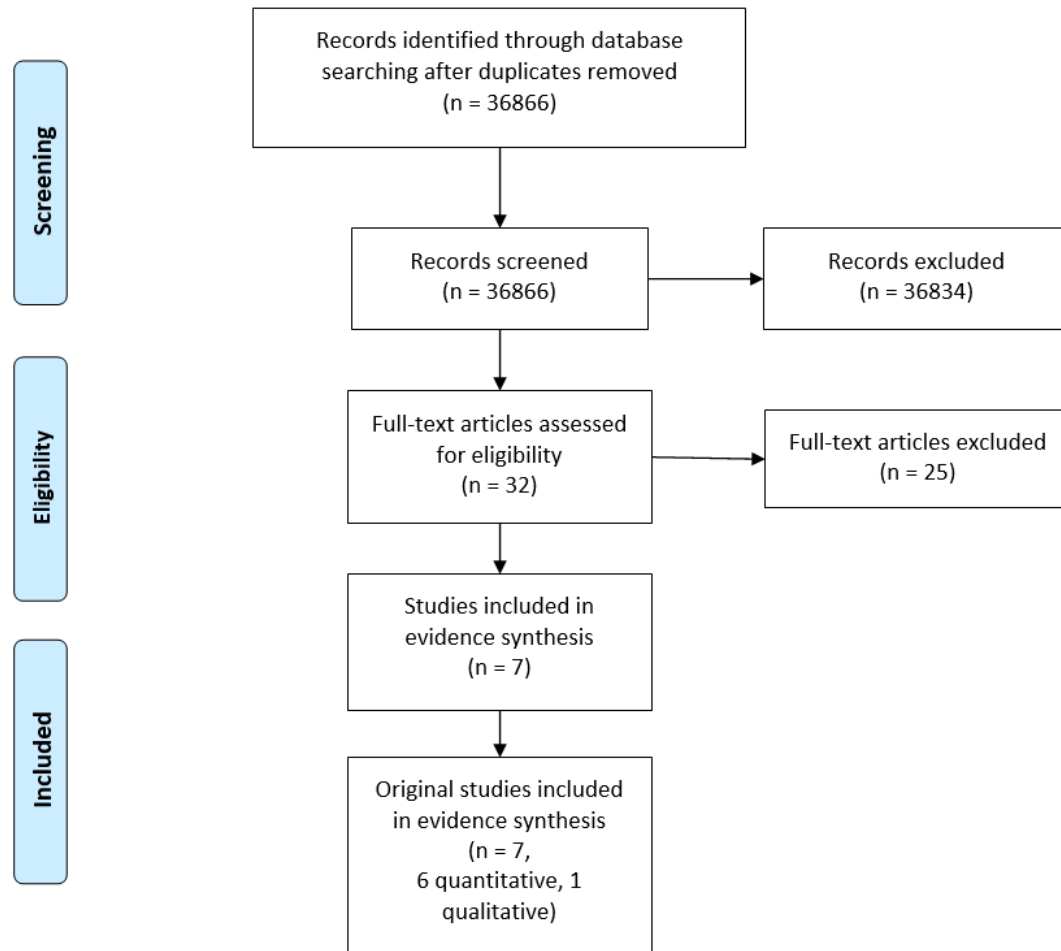 Screening
Records identified through database
searching after duplicates removed
(n = 36866)
Records screened
(n = 36866)
Records excluded
(n = 36834)
Eligibility
Full-text articles assessed
for eligibility
(n = 32)
Full-text articles excluded
(n = 25)
Studies included in
evidence synthesis
(n = 7)
Included
Original studies included
in evidence synthesis
(n = 7,
6 quantitative, 1
qualitative)